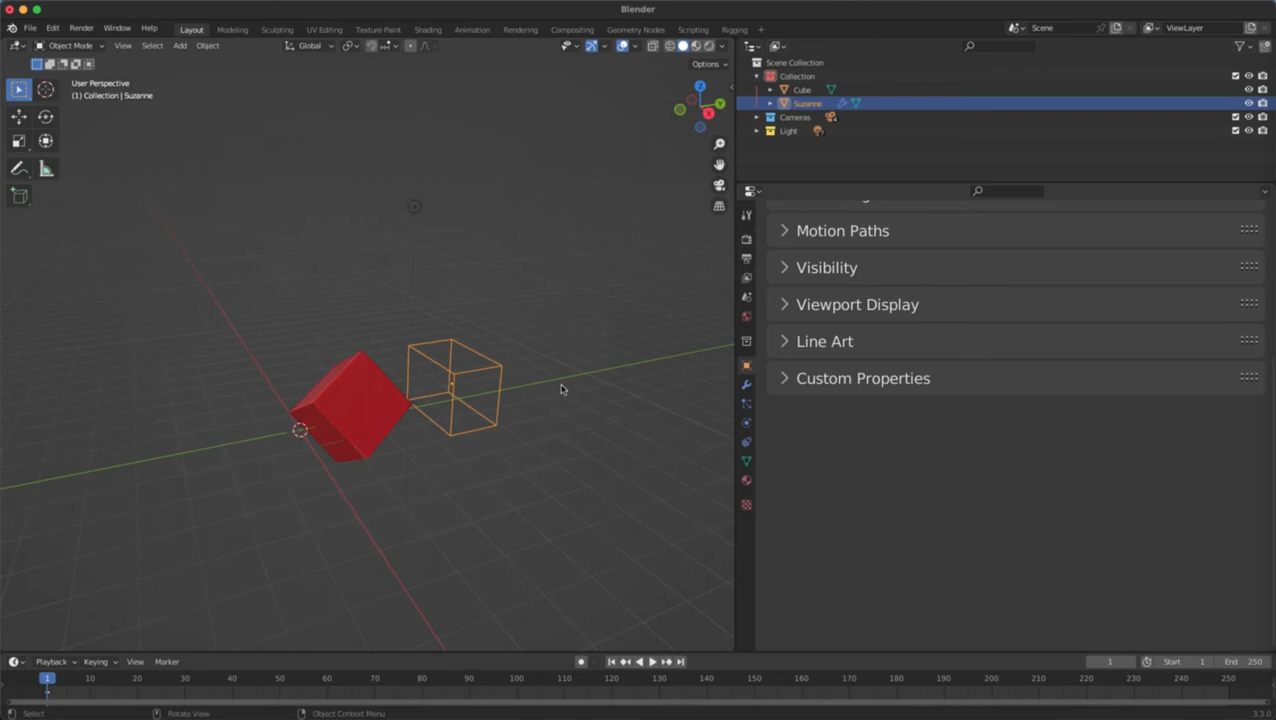 Blender
File Edit Render Window Help Layout Modeling Sculpting UV Editing Texture Paint Shading Animation Rendering Compositing Geometry Nodes Scripting Rigging + Scene ViewLayer
Object Mode View Select Add Object Global
Options
User Perspective
(1) Collection | Suzanne
Z
Y
X
Scene Collection
Collection
Cube
Suzanne
Cameras
Light
Motion Paths
Visibility
Viewport Display
Line Art
Custom Properties
Playback Keying View Marker 1 Start 1 End 250
1 10 20 30 40 50 60 70 80 90 100 110 120 130 140 150 160 170 180 190 200 210 220 230 240 250
Select Rotate View Object Context Menu 3.3.0